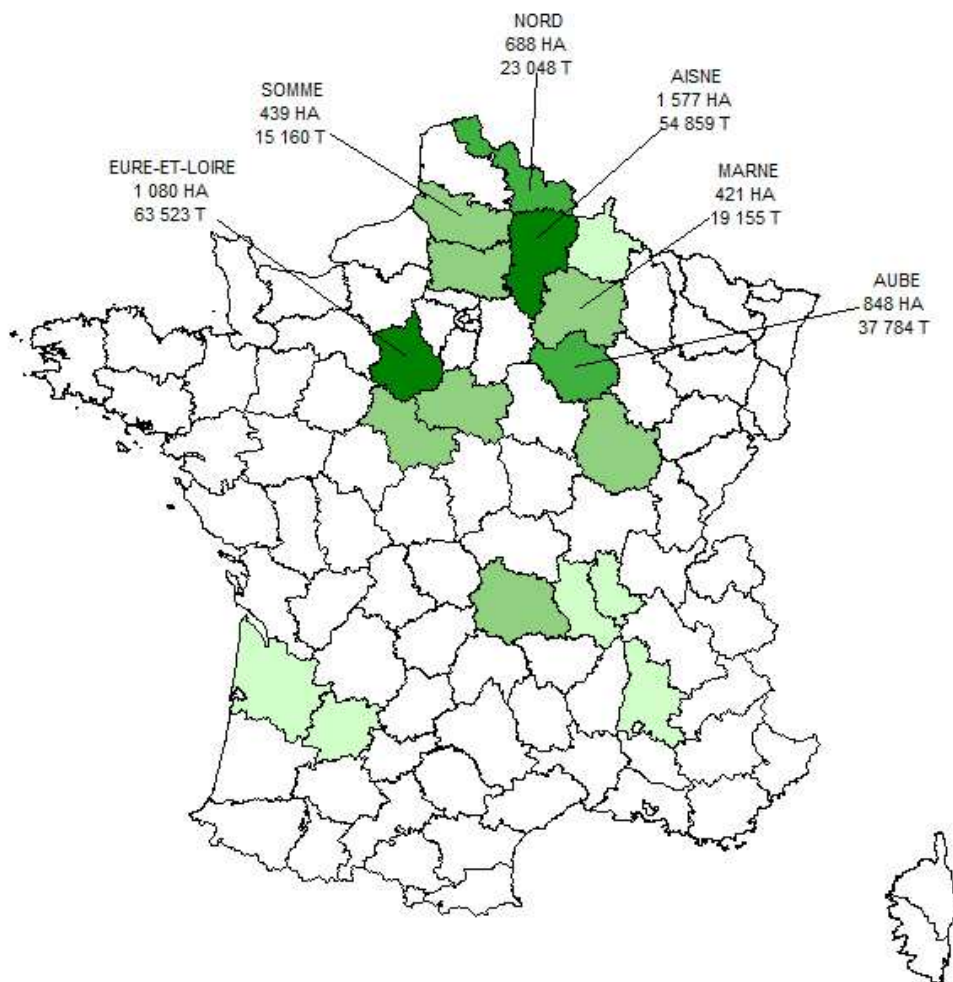 NORD
688 HA
23 048 T
AISNE
1 577 HA
54 859 T
SOMME
439 HA
15 160 T
EURE-ET-LOIRE
1 080 HA
63 523 T
MARNE
421 HA
19 155 T
AUBE
848 HA
37 784 T